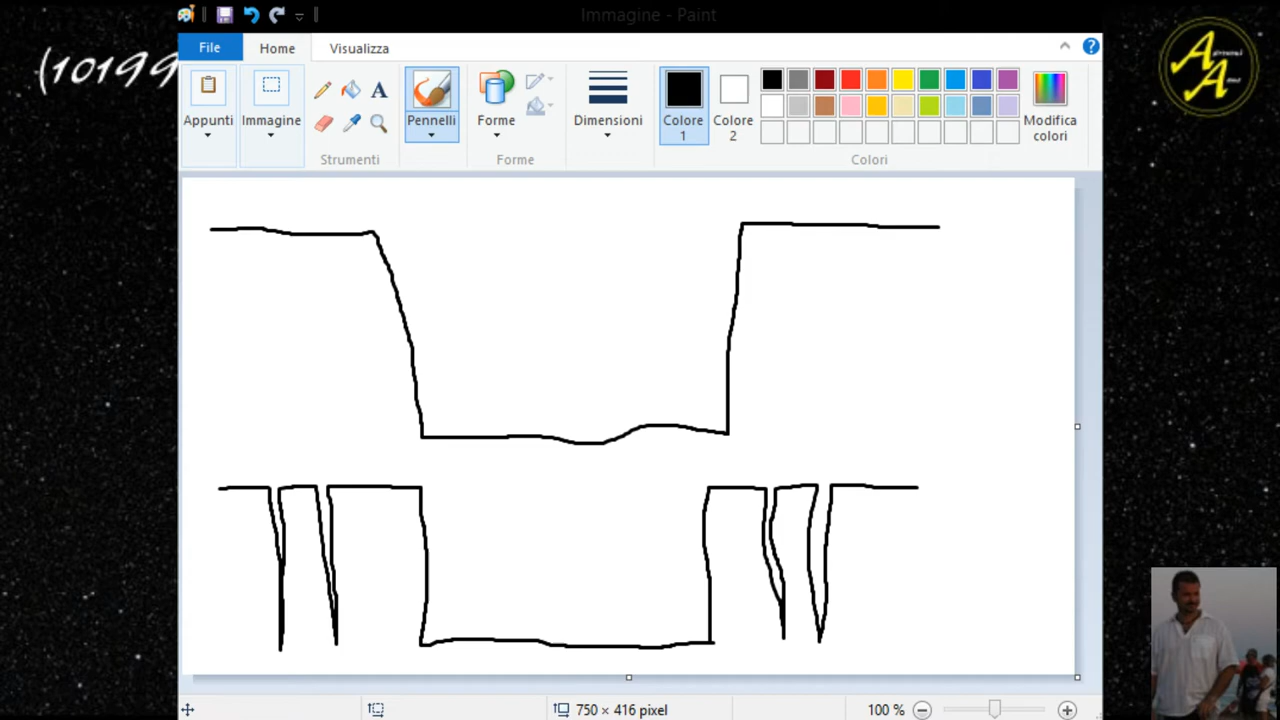 Immagine - Paint
(10199
File
Home
Visualizza
Appunti
Immagine
Pennelli
Forme
Dimensioni
Colore
1
Colore
2
Modifica
colori
Strumenti
Forme
Colori
A A
750 × 416 pixel
100 %